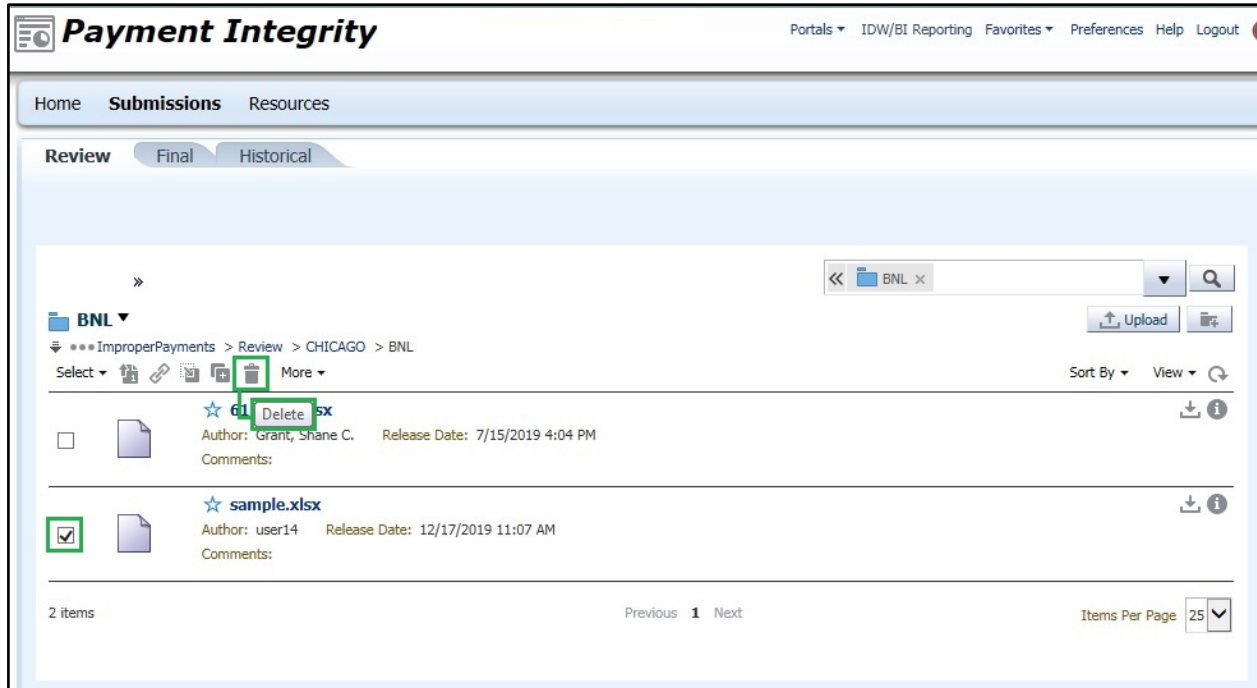 Payment Integrity
Portals IDW/BI Reporting Favorites Preferences Help Logout
Home Submissions Resources
Review Final Historical
» « BNL ×
BNL
Upload
ImproperPayments > Review > CHICAGO > BNL
Select More Sort By View
61 sx
Delete
Author: Grant, Shane C. Release Date: 7/15/2019 4:04 PM
Comments:
sample.xlsx
Author: user14 Release Date: 12/17/2019 11:07 AM
Comments:
2 items Previous 1 Next Items Per Page 25